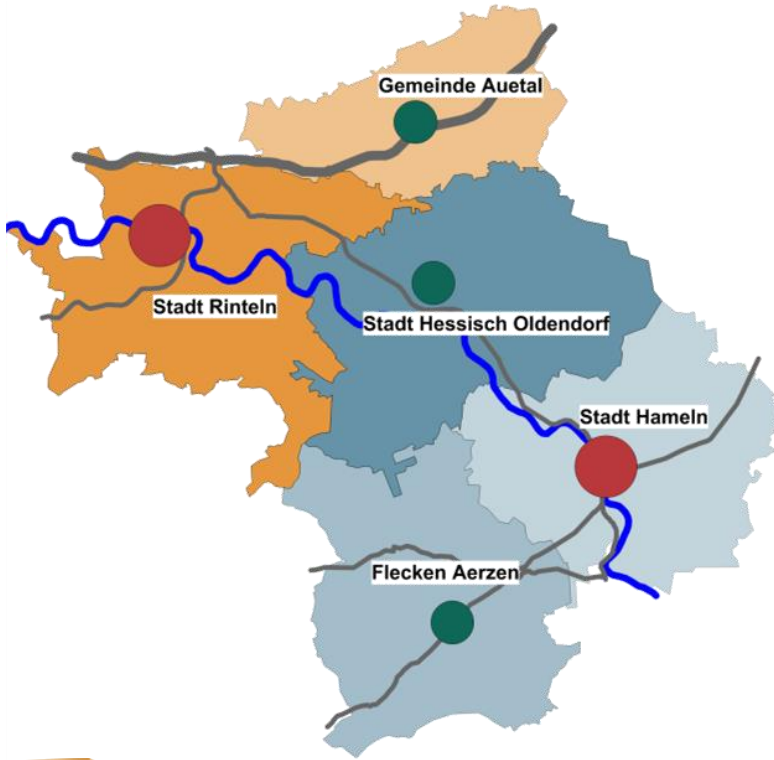 Gemeinde Auetal
Stadt Rinteln
Stadt Hessisch Oldendorf
Stadt Hameln
Flecken Aerzen